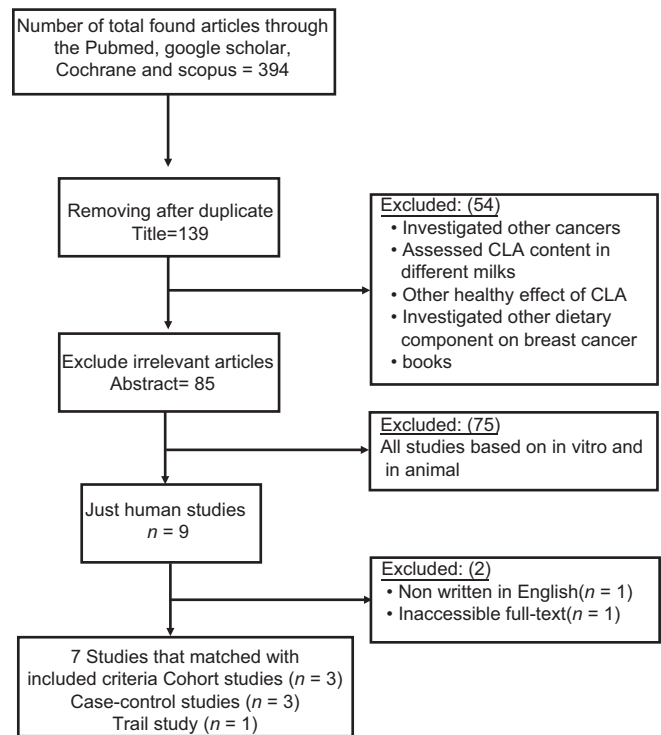 Number of total found articles through
the Pubmed, google scholar,
Cochrane and scopus = 394
Removing after duplicate
Title=139
Excluded: (54)
• Investigated other cancers
• Assessed CLA content in
different milks
• Other healthy effect of CLA
• Investigated other dietary
component on breast cancer
• books
Exclude irrelevant articles
Abstract= 85
Excluded: (75)
All studies based on in vitro and
in animal
Just human studies
n = 9
Excluded: (2)
• Non written in English(n = 1)
• Inaccessible full-text(n = 1)
7 Studies that matched with
included criteria Cohort studies (n = 3)
Case-control studies (n = 3)
Trail study (n = 1)